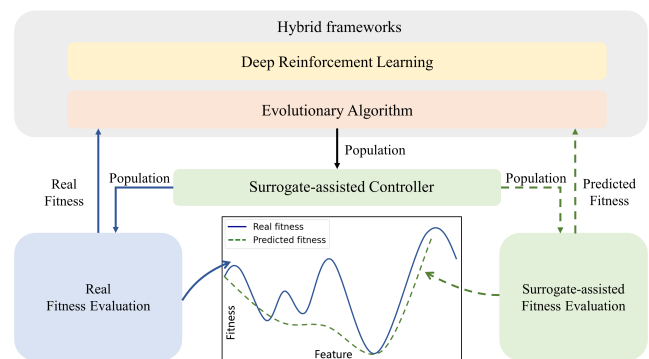 Hybrid frameworks
Deep Reinforcement Learning
Evolutionary Algorithm
Population
Real
Fitness
Population
Surrogate-assisted Controller
Population
Predicted
Fitness
Real fitness
Predicted fitness
Real
Fitness Evaluation
Fitness
Feature
Surrogate-assisted
Fitness Evaluation